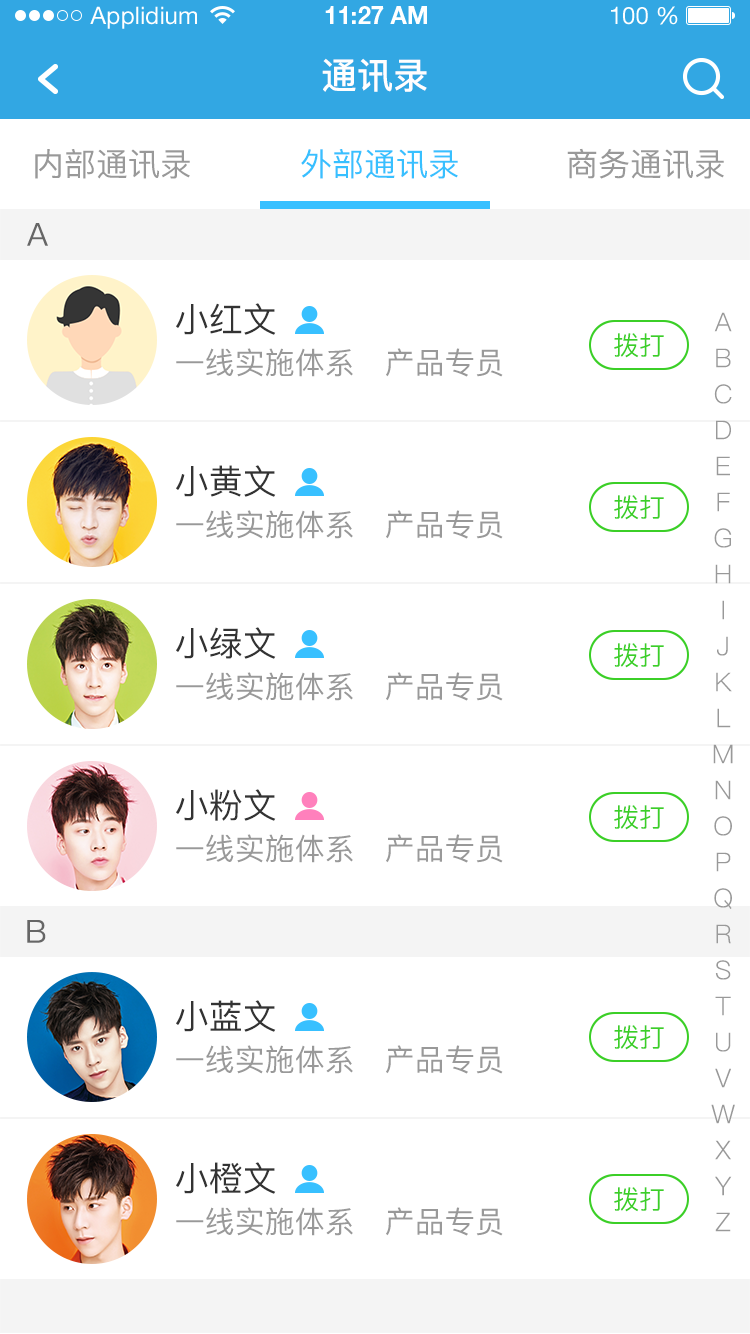 Applidium 11:27 AM 100 %
通讯录
内部通讯录 外部通讯录 商务通讯录
A
小红文
一线实施体系 产品专员
拨打
小黄文
一线实施体系 产品专员
拨打
小绿文
一线实施体系 产品专员
拨打
小粉文
一线实施体系 产品专员
拨打
B
小蓝文
一线实施体系 产品专员
拨打
小橙文
一线实施体系 产品专员
拨打
A
B
C
D
E
F
G
H
I
J
K
L
M
N
O
P
Q
R
S
T
U
V
W
X
Y
Z